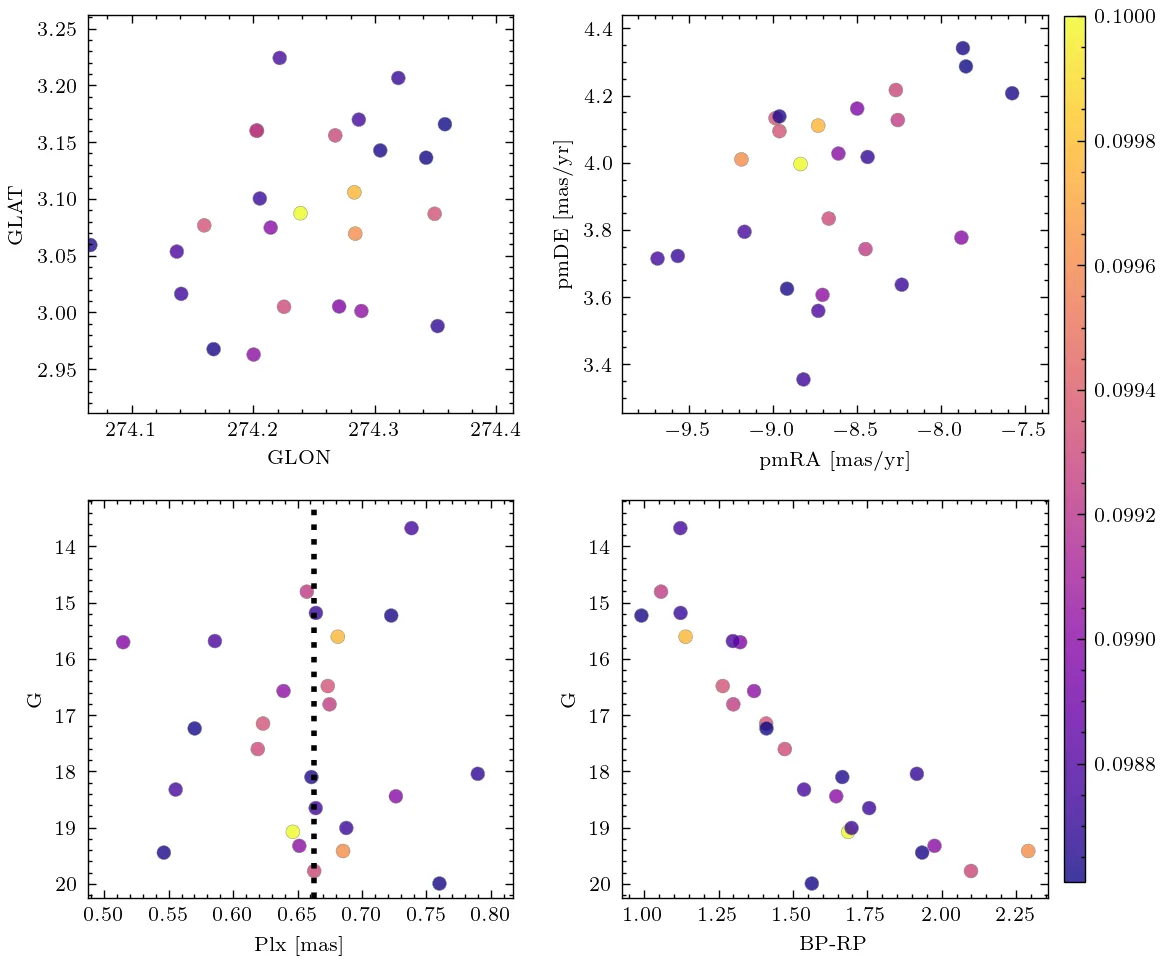 3.25
3.20
3.15
3.10
3.05
3.00
2.95
GLAT
274.1 274.2 274.3 274.4
GLON
4.4
4.2
4.0
3.8
3.6
3.4
pmDE [mas/yr]
−9.5 −9.0 −8.5 −8.0 −7.5
pmRA [mas/yr]
0.1000
0.0998
0.0996
0.0994
0.0992
0.0990
0.0988
14
15
16
17
18
19
20
G
0.50 0.55 0.60 0.65 0.70 0.75 0.80
Plx [mas]
14
15
16
17
18
19
20
G
1.00 1.25 1.50 1.75 2.00 2.25
BP-RP